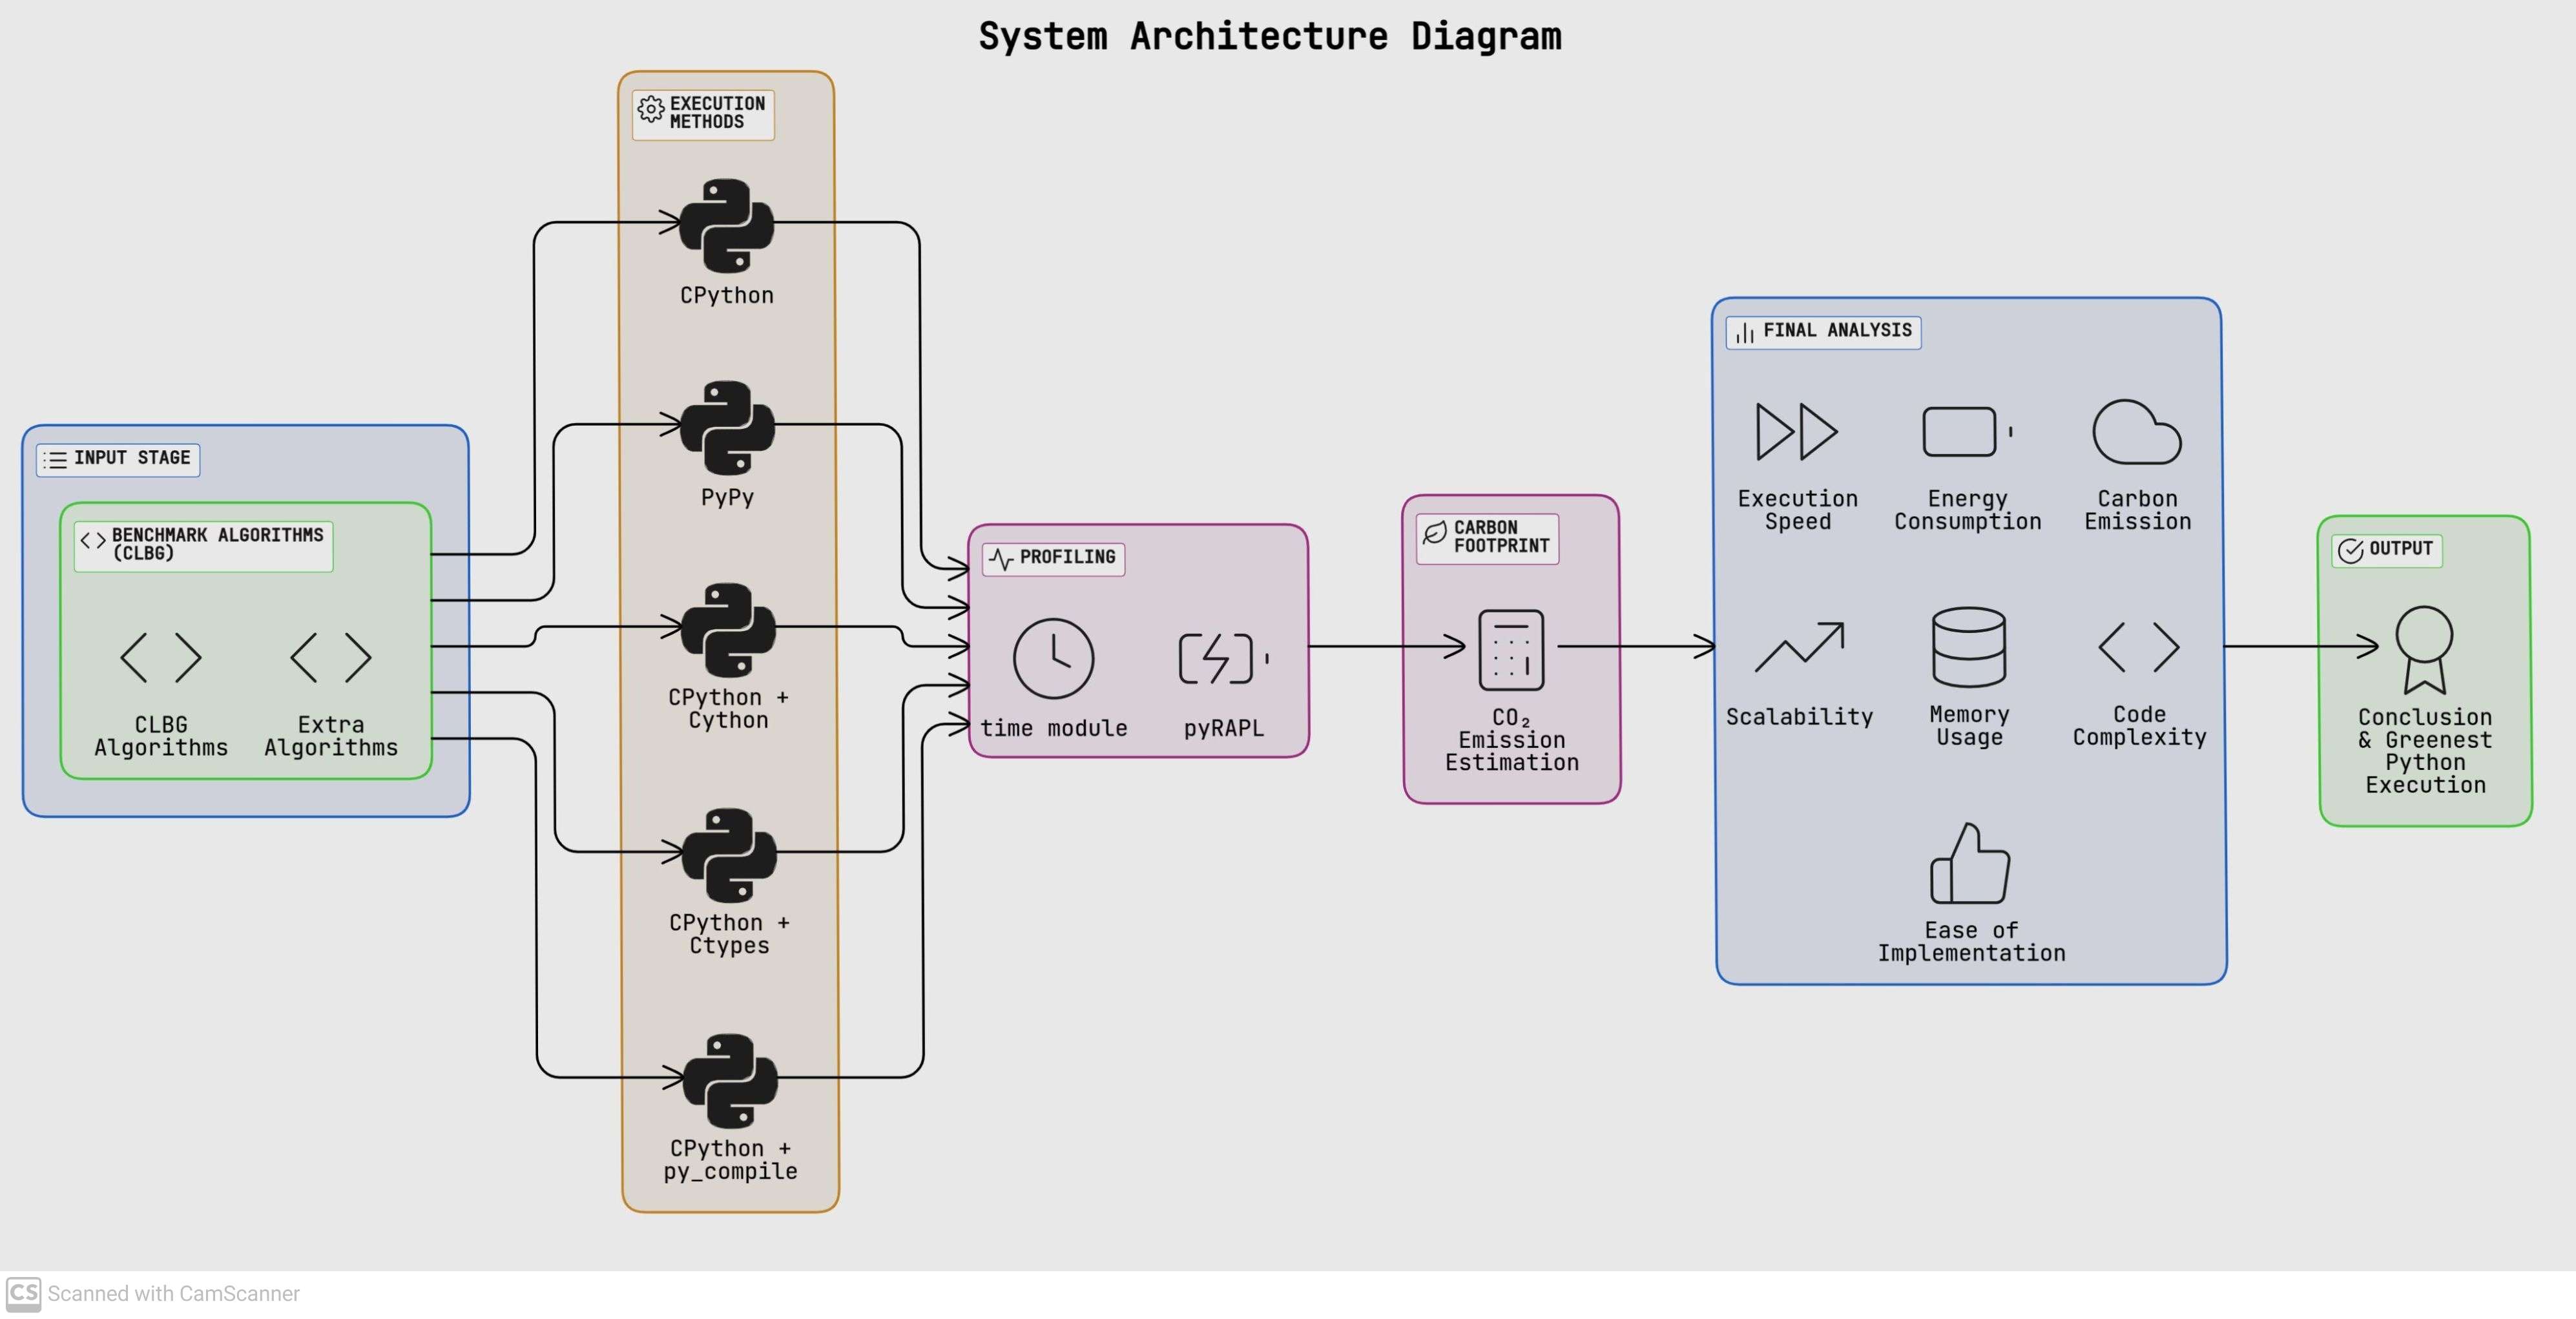 System Architecture Diagram
EXECUTION
METHODS
CPython
PyPy
CPython +
Cython
CPython +
Ctypes
CPython +
py_compile
INPUT STAGE
BENCHMARK ALGORITHMS
(CLBG)
CLBG
Algorithms
Extra
Algorithms
PROFILING
time module
pyRAPL
CARBON
FOOTPRINT
CO₂
Emission
Estimation
FINAL ANALYSIS
Execution
Speed
Energy
Consumption
Carbon
Emission
Scalability
Memory
Usage
Code
Complexity
Ease of
Implementation
OUTPUT
Conclusion
& Greenest
Python
Execution
CS Scanned with CamScanner